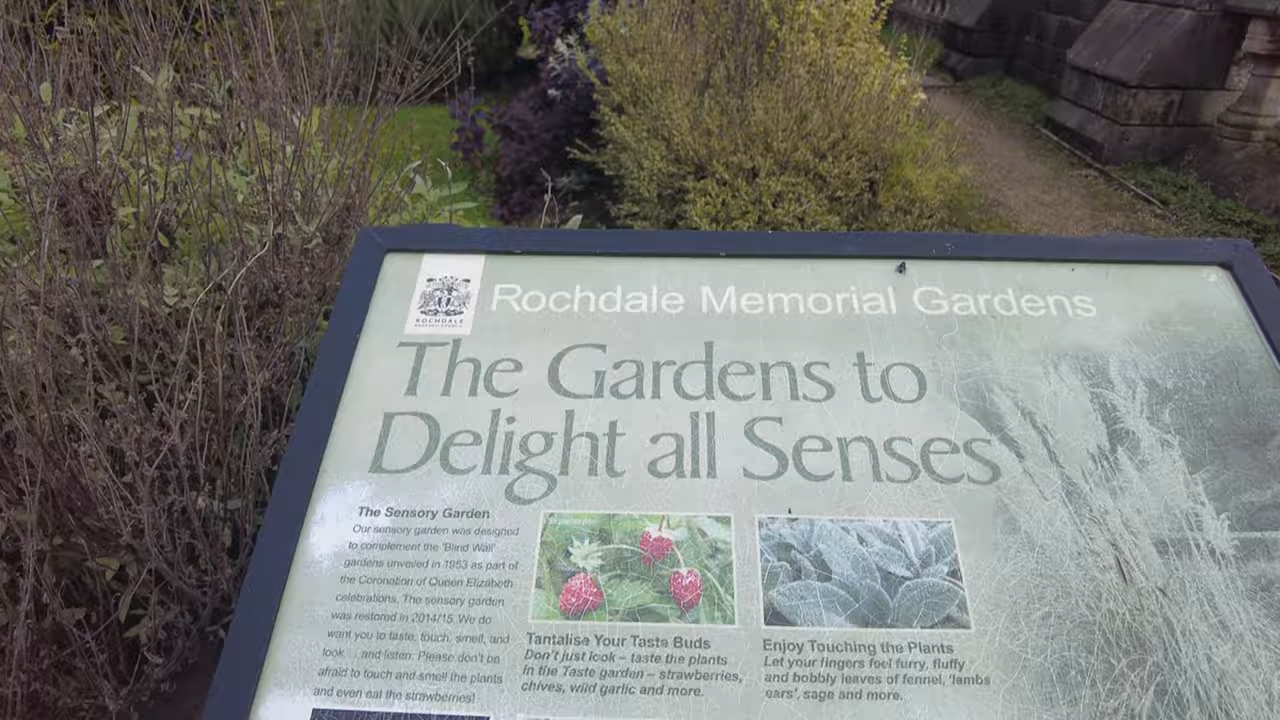 Rochdale Memorial Gardens
ROCHDALE
BOROUGH COUNCIL
The Gardens to
Delight all Senses
The Sensory Garden
Our sensory garden was designed
to complement the 'Blind Wall'
gardens unveiled in 1953 as part of
the Coronation of Queen Elizabeth
celebrations. The sensory garden
was restored in 2014/15. We do
want you to taste, touch, smell, and
look ... and listen. Please don't be
afraid to touch and smell the plants
and even eat the strawberries!
Tantalise Your Taste Buds
Don't just look – taste the plants
in the Taste garden – strawberries,
chives, wild garlic and more.
Enjoy Touching the Plants
Let your fingers feel furry, fluffy
and bobbly leaves of fennel, 'lambs
ears', sage and more.